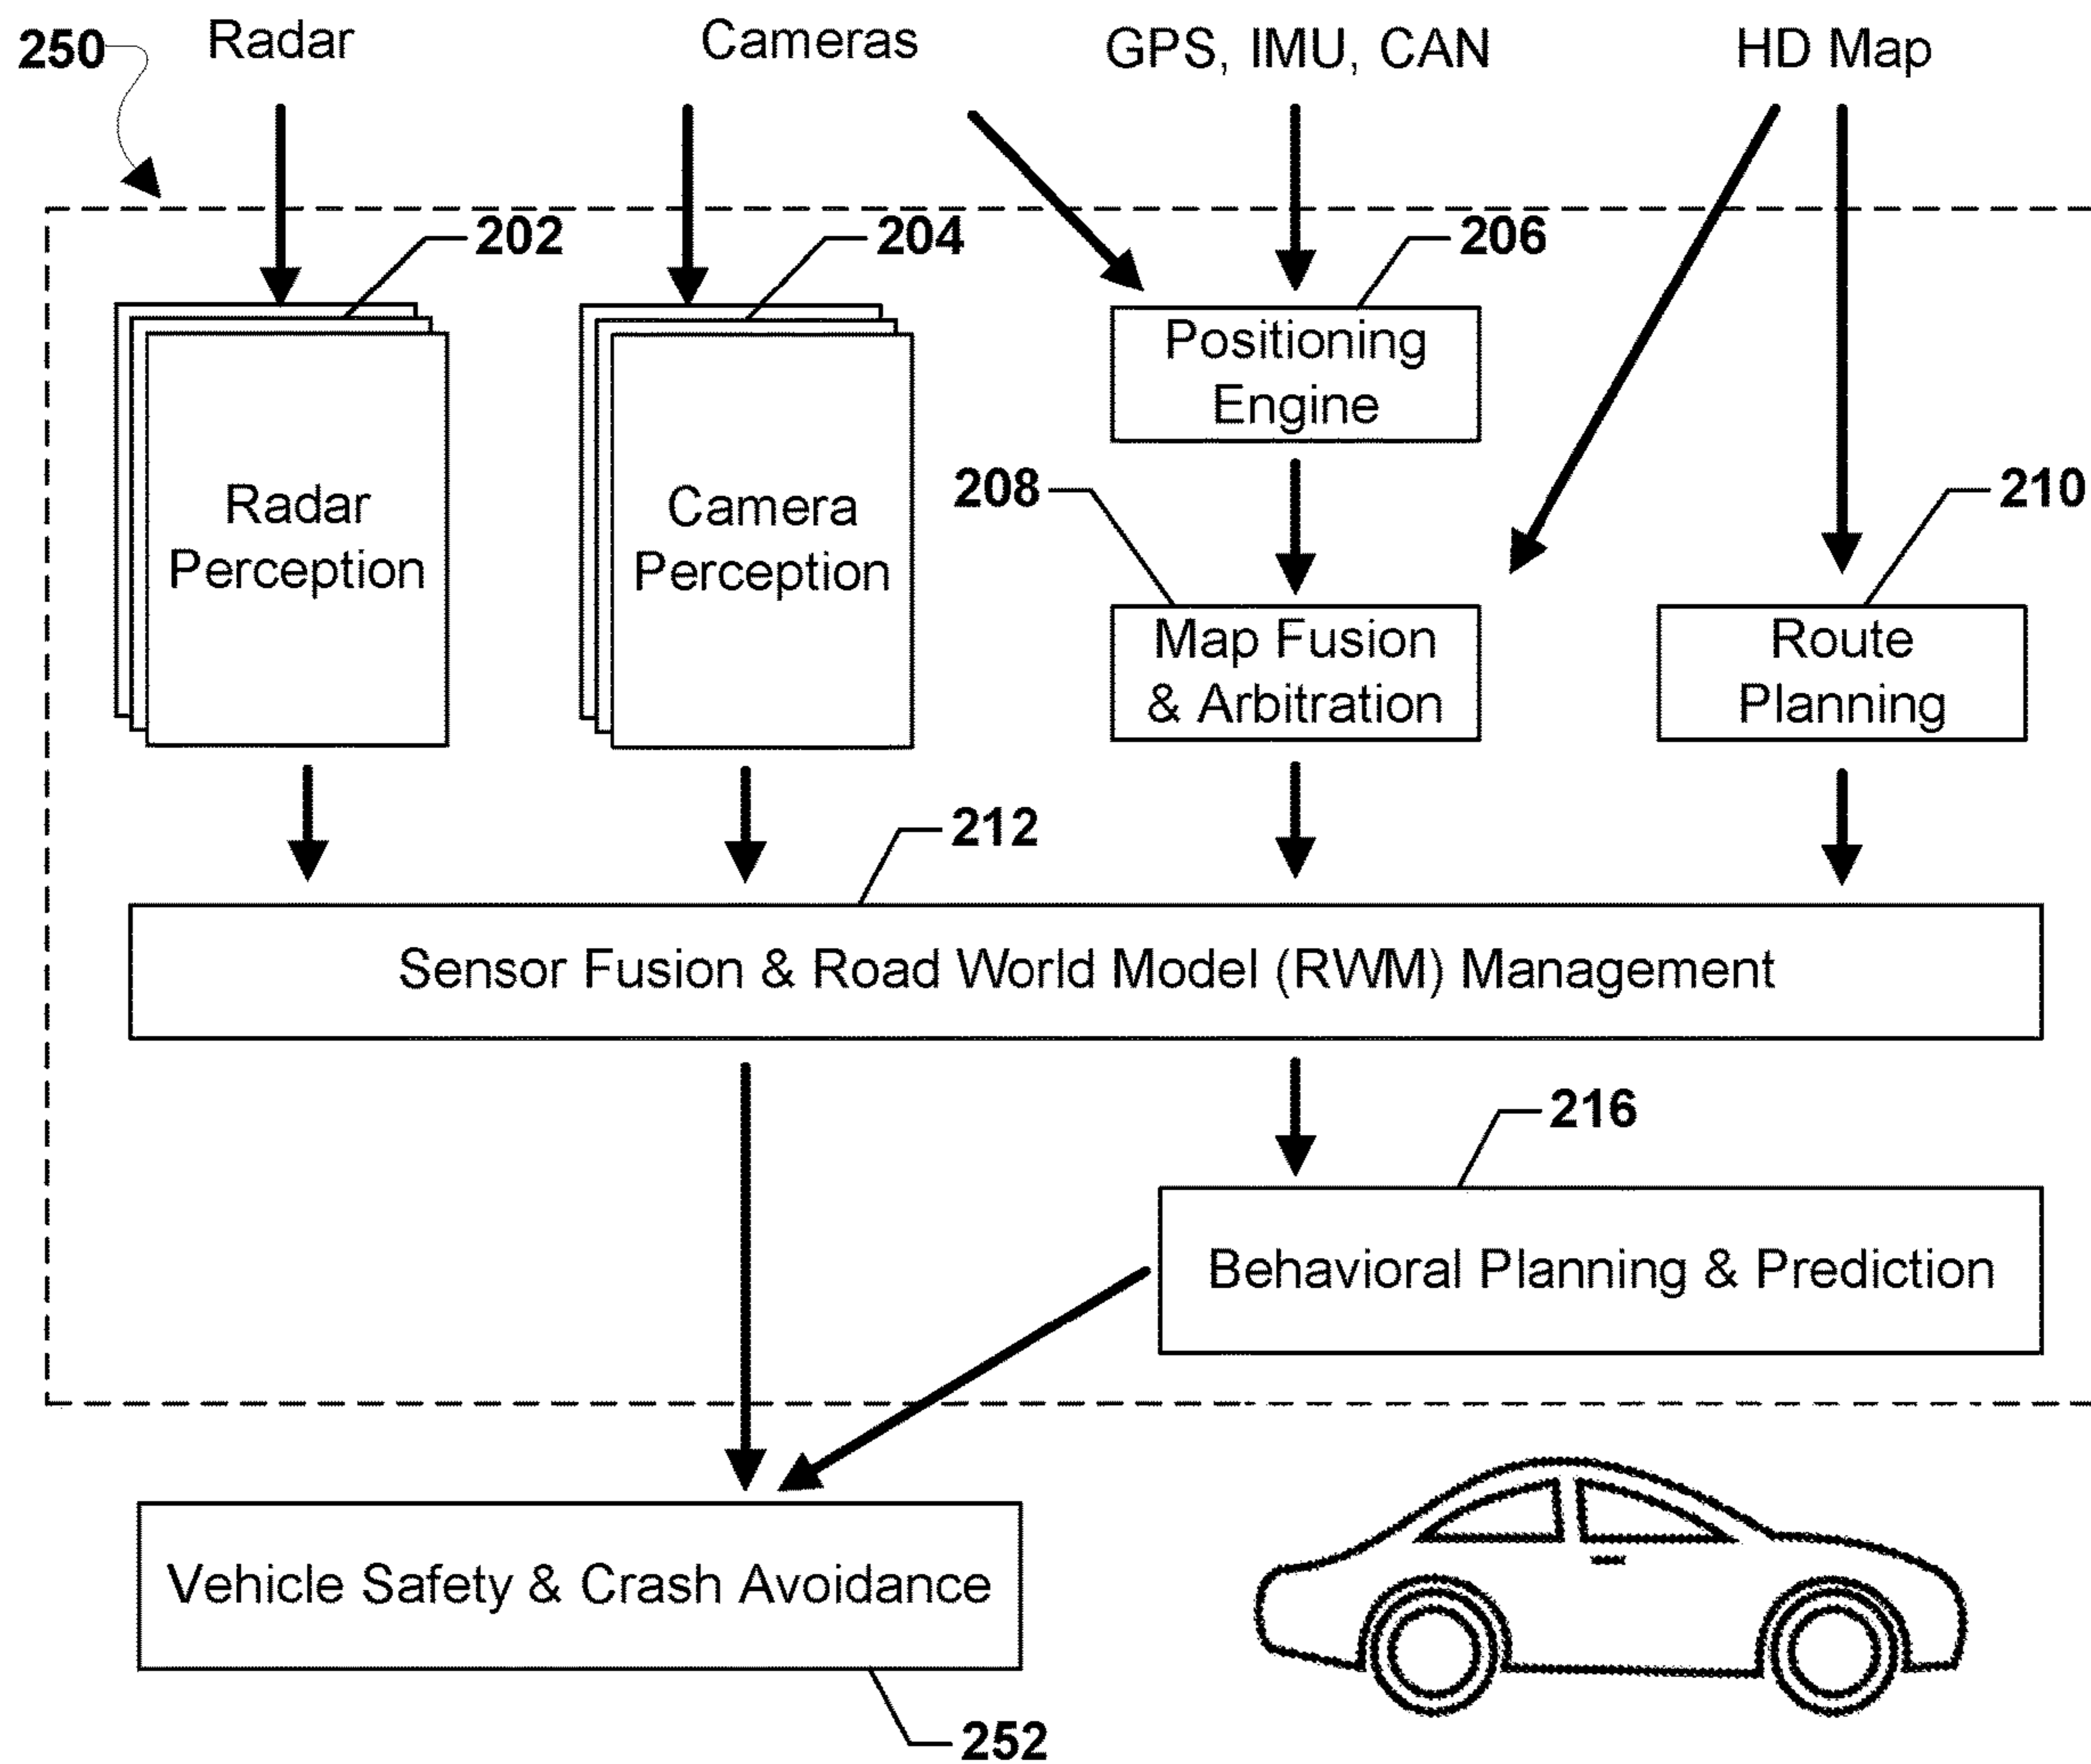 250
Radar
Cameras
GPS, IMU, CAN
HD Map
202
204
206
Positioning
Engine
Radar
Perception
Camera
Perception
208
210
Map Fusion
& Arbitration
Route
Planning
212
Sensor Fusion & Road World Model (RWM) Management
216
Behavioral Planning & Prediction
Vehicle Safety & Crash Avoidance
252